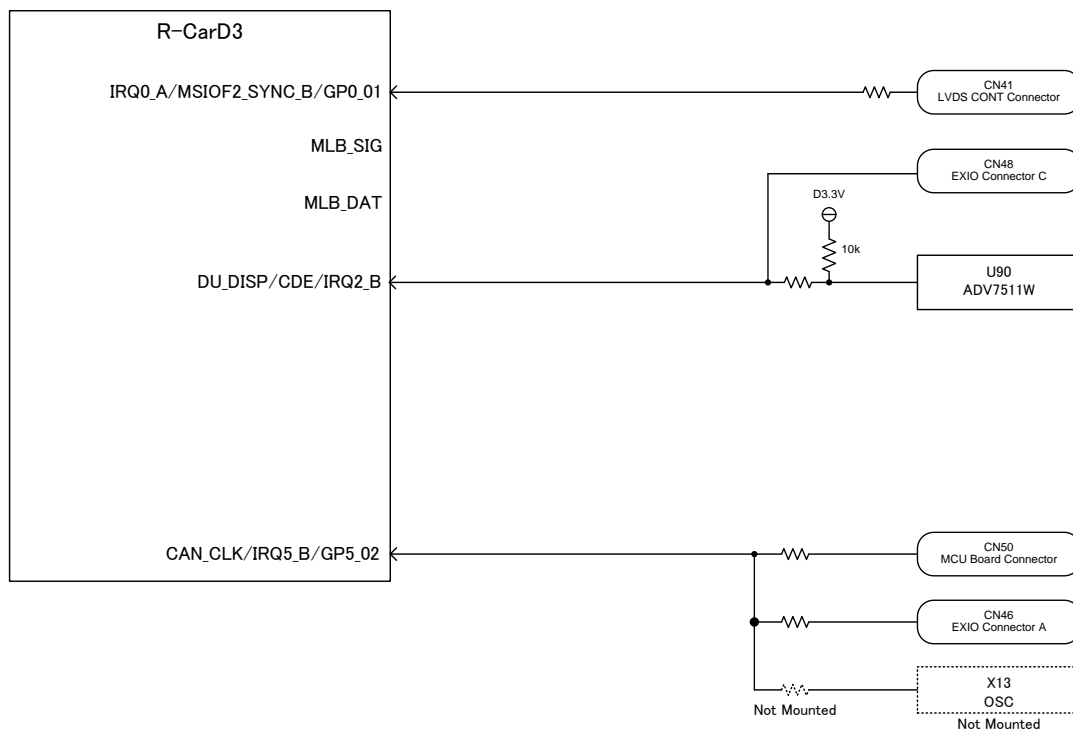 R-CarD3
IRQ0_A/MSIOF2_SYNC_B/GP0_01
CN41
LVDS CONT Connector
MLB_SIG
CN48
EXIO Connector C
MLB_DAT
D3.3V
10k
DU_DISP/CDE/IRQ2_B
U90
ADV7511W
CAN_CLK/IRQ5_B/GP5_02
CN50
MCU Board Connector
CN46
EXIO Connector A
X13
OSC
Not Mounted
Not Mounted